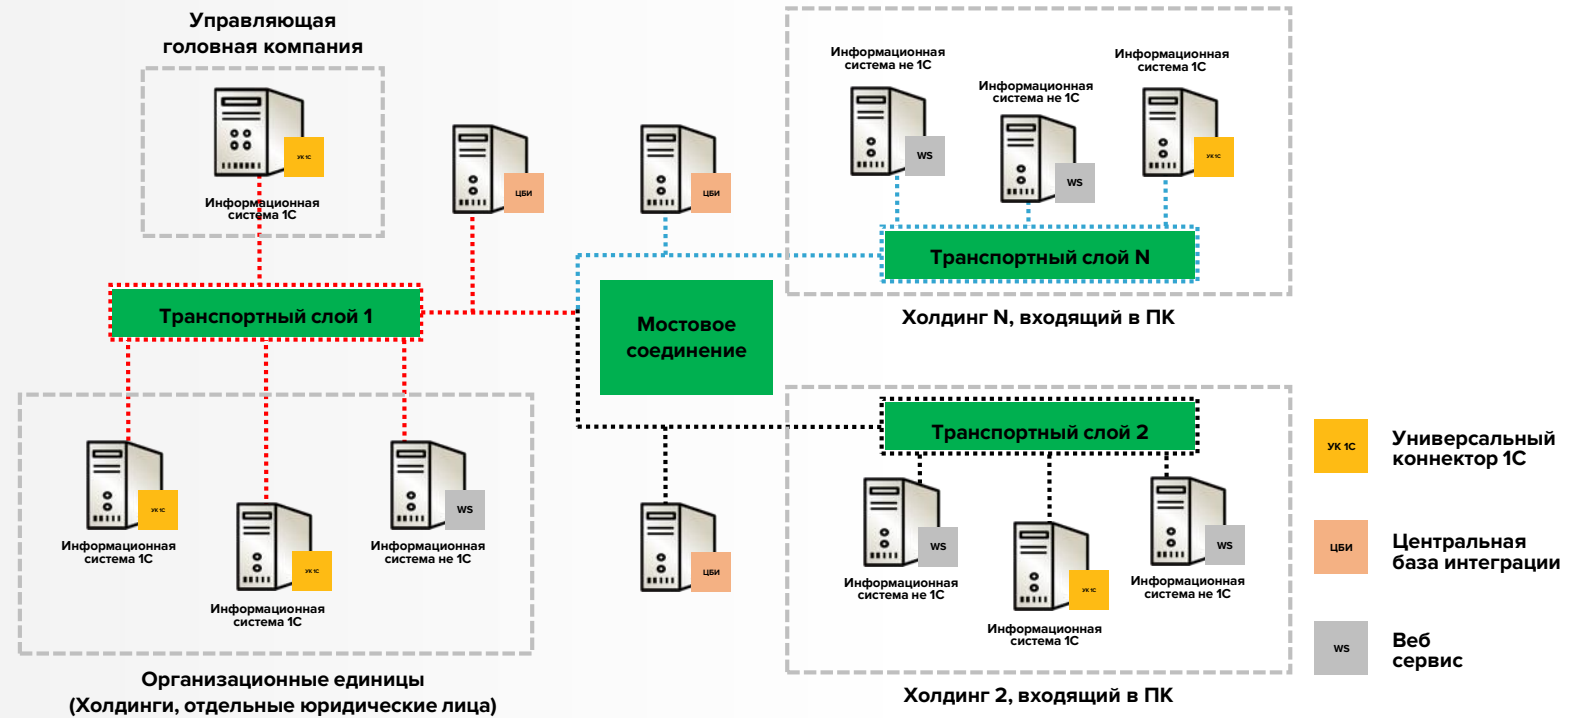 Управляющая
головная компания
УК 1С
Информационная
система 1С
ЦБИ
ЦБИ
Информационная
система не 1С
WS
Информационная
система не 1С
WS
Информационная
система 1С
УК 1С
Транспортный слой N
Холдинг N, входящий в ПК
Транспортный слой 1
Мостовое
соединение
УК 1С
Информационная
система 1С
УК 1С
Информационная
система 1С
WS
Информационная
система не 1С
Организационные единицы
(Холдинги, отдельные юридические лица)
ЦБИ
Транспортный слой 2
WS
Информационная
система не 1С
УК 1С
Информационная
система 1С
WS
Информационная
система не 1С
Холдинг 2, входящий в ПК
УК 1С
Универсальный
коннектор 1С
ЦБИ
Центральная
база интеграции
WS
Веб
сервис